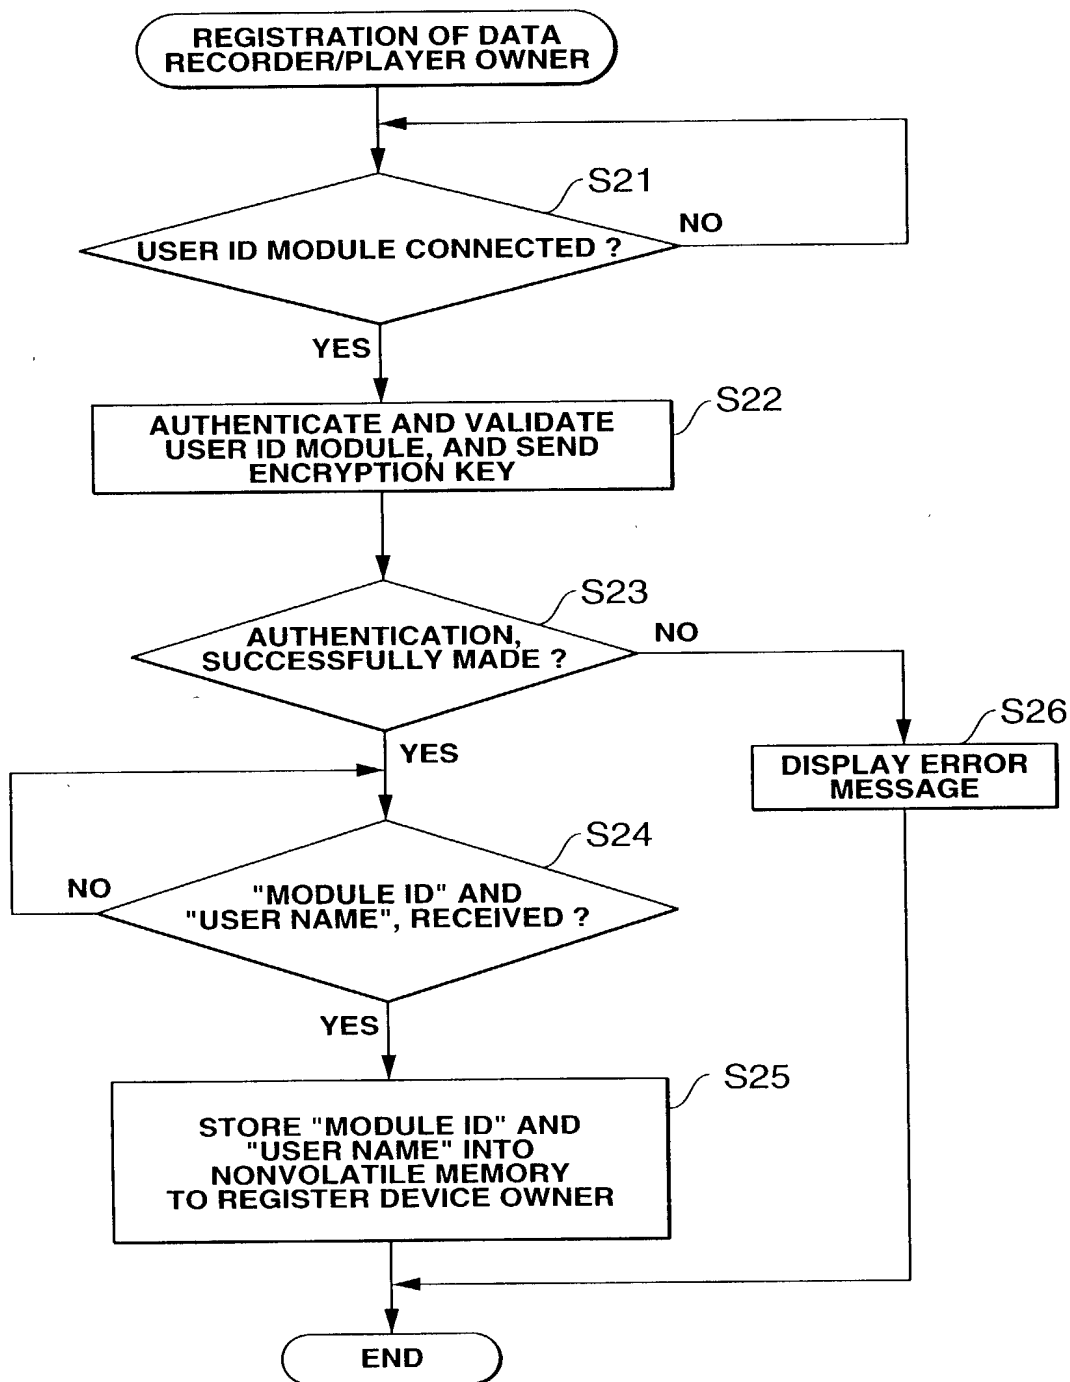 REGISTRATION OF DATA
RECORDER/PLAYER OWNER
S21
NO
USER ID MODULE CONNECTED ?
YES
S22
AUTHENTICATE AND VALIDATE
USER ID MODULE, AND SEND
ENCRYPTION KEY
S23
NO
AUTHENTICATION,
SUCCESSFULLY MADE ?
S26
YES
DISPLAY ERROR
MESSAGE
S24
NO
"MODULE ID" AND
"USER NAME", RECEIVED ?
YES
S25
STORE "MODULE ID" AND
"USER NAME" INTO
NONVOLATILE MEMORY
TO REGISTER DEVICE OWNER
END